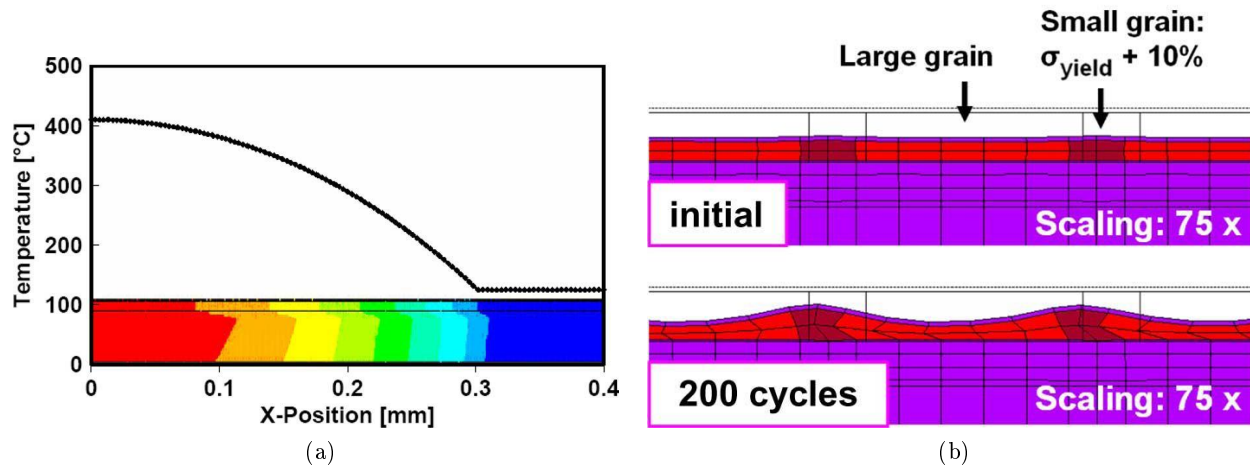 500
400
300
200
100
0
Temperature [°C]
0 0.1 0.2 0.3 0.4
X-Position [mm]
(a)
Small grain:
Large grain σyield + 10%
initial Scaling: 75 x
200 cycles Scaling: 75 x
(b)